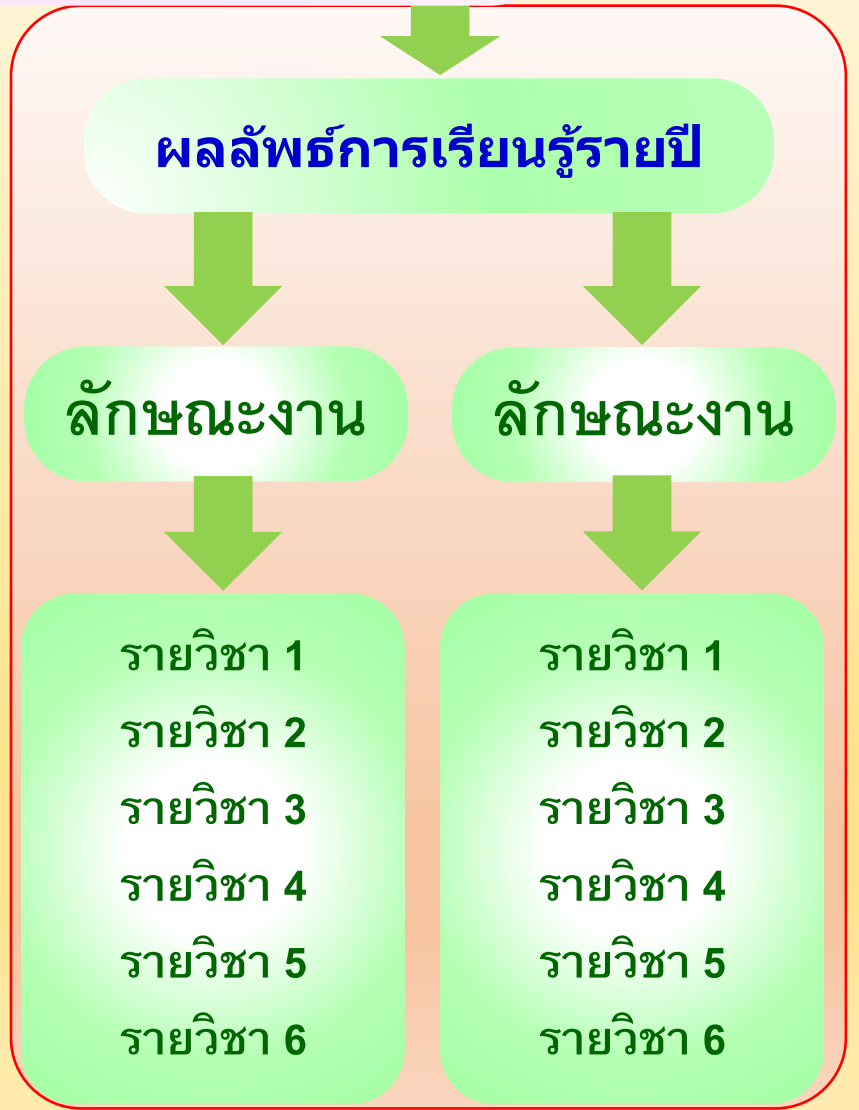 ผลลัพธ์การเรียนรู้รายปี
ลักษณะงาน
ลักษณะงาน
รายวิชา 1
รายวิชา 2
รายวิชา 3
รายวิชา 4
รายวิชา 5
รายวิชา 6
รายวิชา 1
รายวิชา 2
รายวิชา 3
รายวิชา 4
รายวิชา 5
รายวิชา 6